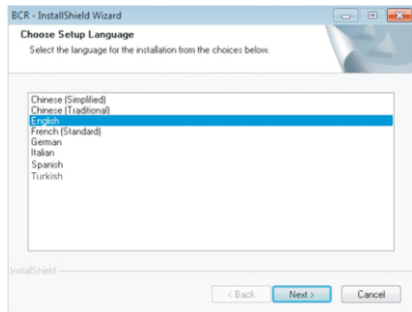 BCR - InstallShield Wizard
Choose Setup Language
Select the language for the installation from the choices below.
Chinese (Simplified)
Chinese (Traditional)
English
French (Standard)
German
Italian
Spanish
Turkish
InstallShield
< Back
Next >
Cancel